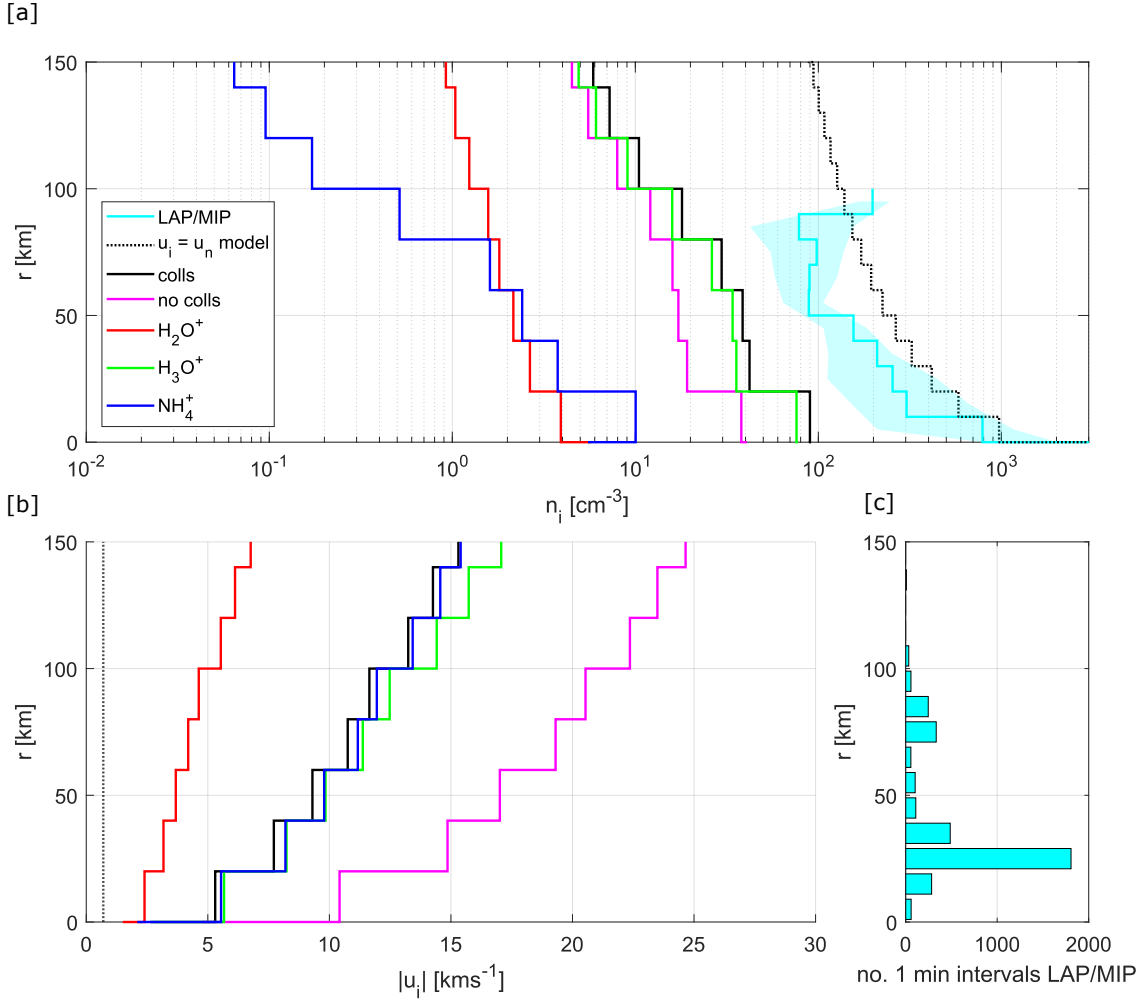 [a]
150
100
50
0
r [km]
LAP/MIP
u_i = u_n model
colls
no colls
H_2O^+
H_3O^+
NH_4^+
10^-2
10^-1
10^0
10^1
10^2
10^3
n_i [cm^-3]
[b]
150
100
50
0
r [km]
0
5
10
15
20
25
30
|u_i| [kms^-1]
[c]
150
100
50
0
r [km]
0
1000
2000
no. 1 min intervals LAP/MIP